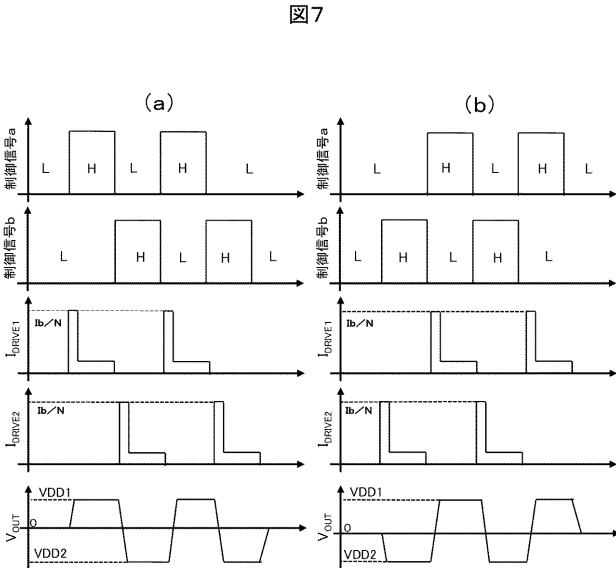 図7
(a)
制御信号a
L
H
L
H
L
制御信号b
L
H
L
H
L
I_DRIVE1
Ib／N
I_DRIVE2
Ib／N
V_OUT
VDD1
0
VDD2
(b)
制御信号a
L
H
L
H
L
制御信号b
L
H
L
H
L
I_DRIVE1
Ib／N
I_DRIVE2
Ib／N
V_OUT
VDD1
0
VDD2